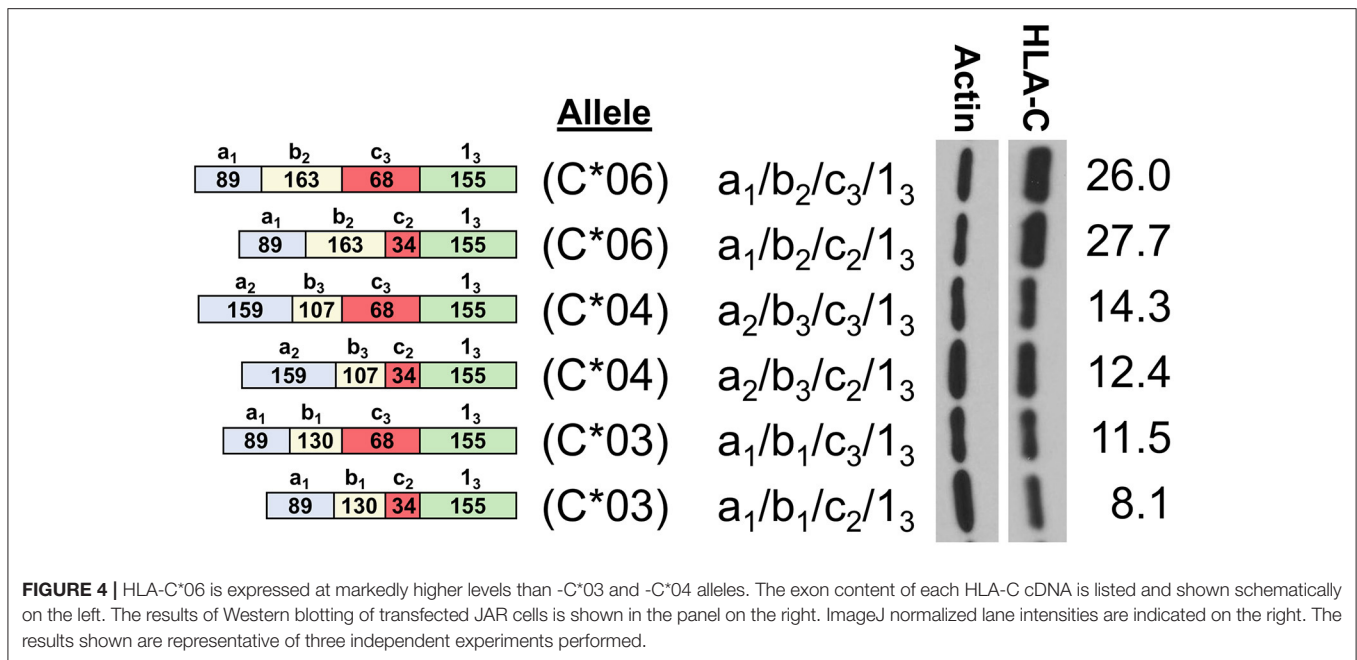 Actin HLA-C
Allele
a₁ b₂ c₃ 1₃
89 163 68 155 (C*06) a₁/b₂/c₃/1₃ 26.0
a₁ b₂ c₂ 1₃
89 163 34 155 (C*06) a₁/b₂/c₂/1₃ 27.7
a₂ b₃ c₃ 1₃
159 107 68 155 (C*04) a₂/b₃/c₃/1₃ 14.3
a₂ b₃ c₂ 1₃
159 107 34 155 (C*04) a₂/b₃/c₂/1₃ 12.4
a₁ b₁ c₃ 1₃
89 130 68 155 (C*03) a₁/b₁/c₃/1₃ 11.5
a₁ b₁ c₂ 1₃
89 130 34 155 (C*03) a₁/b₁/c₂/1₃ 8.1
FIGURE 4 | HLA-C*06 is expressed at markedly higher levels than -C*03 and -C*04 alleles. The exon content of each HLA-C cDNA is listed and shown schematically
on the left. The results of Western blotting of transfected JAR cells is shown in the panel on the right. ImageJ normalized lane intensities are indicated on the right. The
results shown are representative of three independent experiments performed.